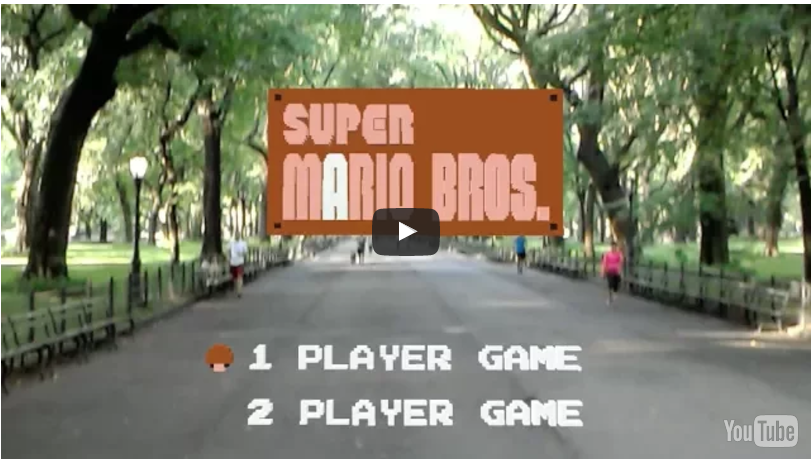 SUPER
MARIO BROS.
1 PLAYER GAME
2 PLAYER GAME
YouTube